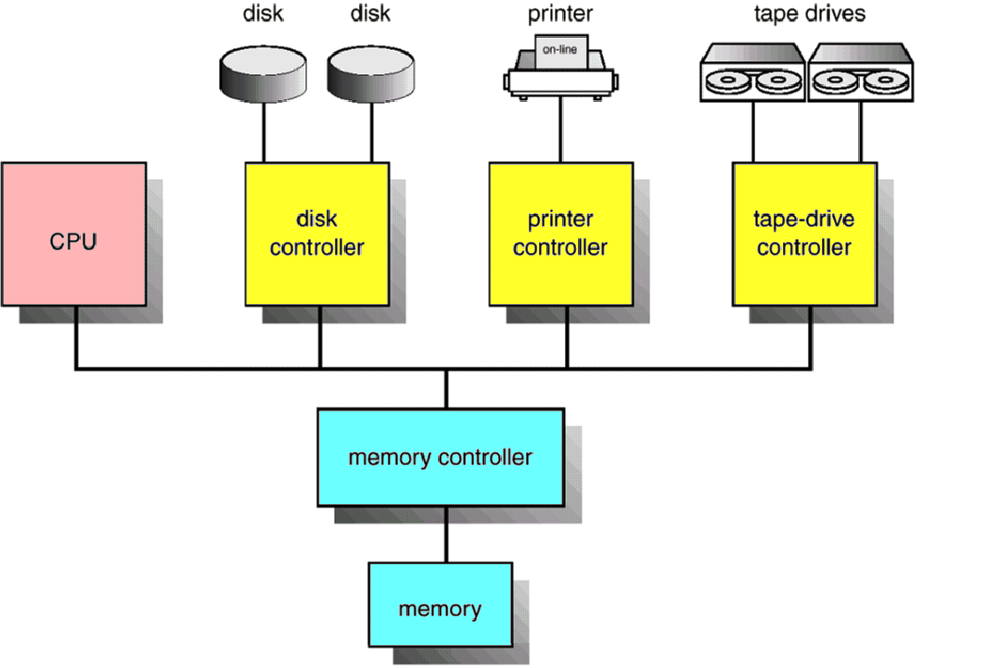 disk
disk
printer
tape drives
on-line
CPU
disk
controller
printer
controller
tape-drive
controller
memory controller
memory